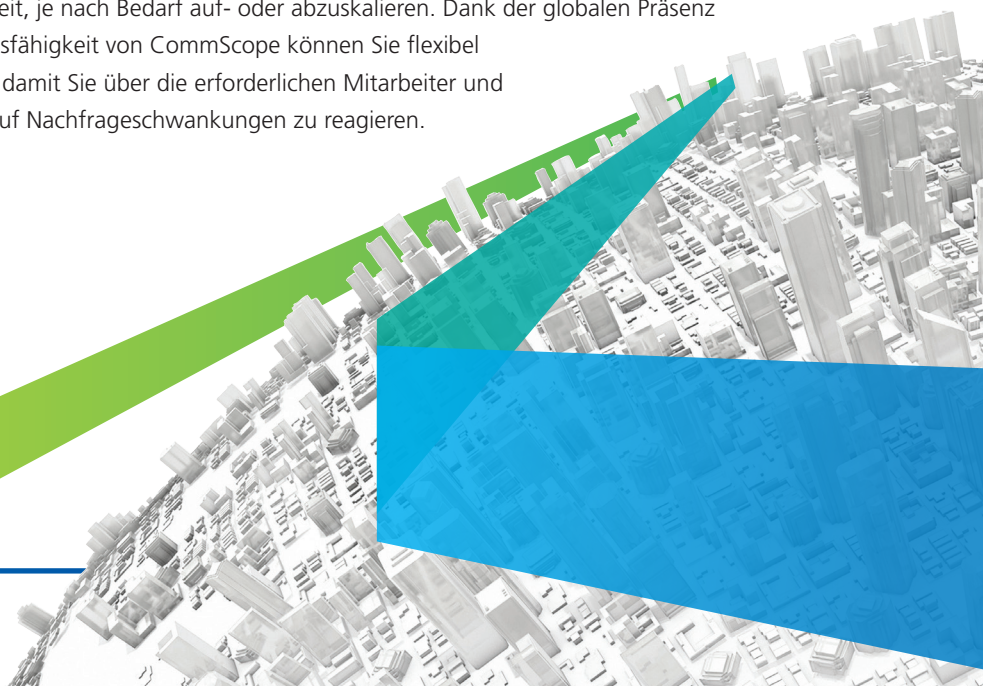 eit, je nach Bedarf auf- oder abzuskalieren. Dank der globalen Präsenz
sfähigkeit von CommScope können Sie flexibel
damit Sie über die erforderlichen Mitarbeiter und
uf Nachfrageschwankungen zu reagieren.